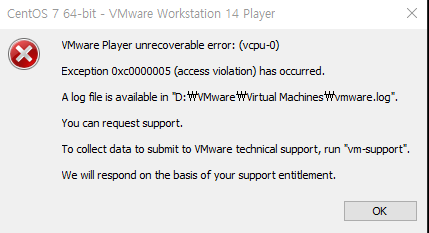 CentOS 7 64-bit - VMware Workstation 14 Player
VMware Player unrecoverable error: (vcpu-0)
Exception 0xc0000005 (access violation) has occurred.
A log file is available in "D:₩VMware₩Virtual Machines₩vmware.log".
You can request support.
To collect data to submit to VMware technical support, run "vm-support".
We will respond on the basis of your support entitlement.
OK